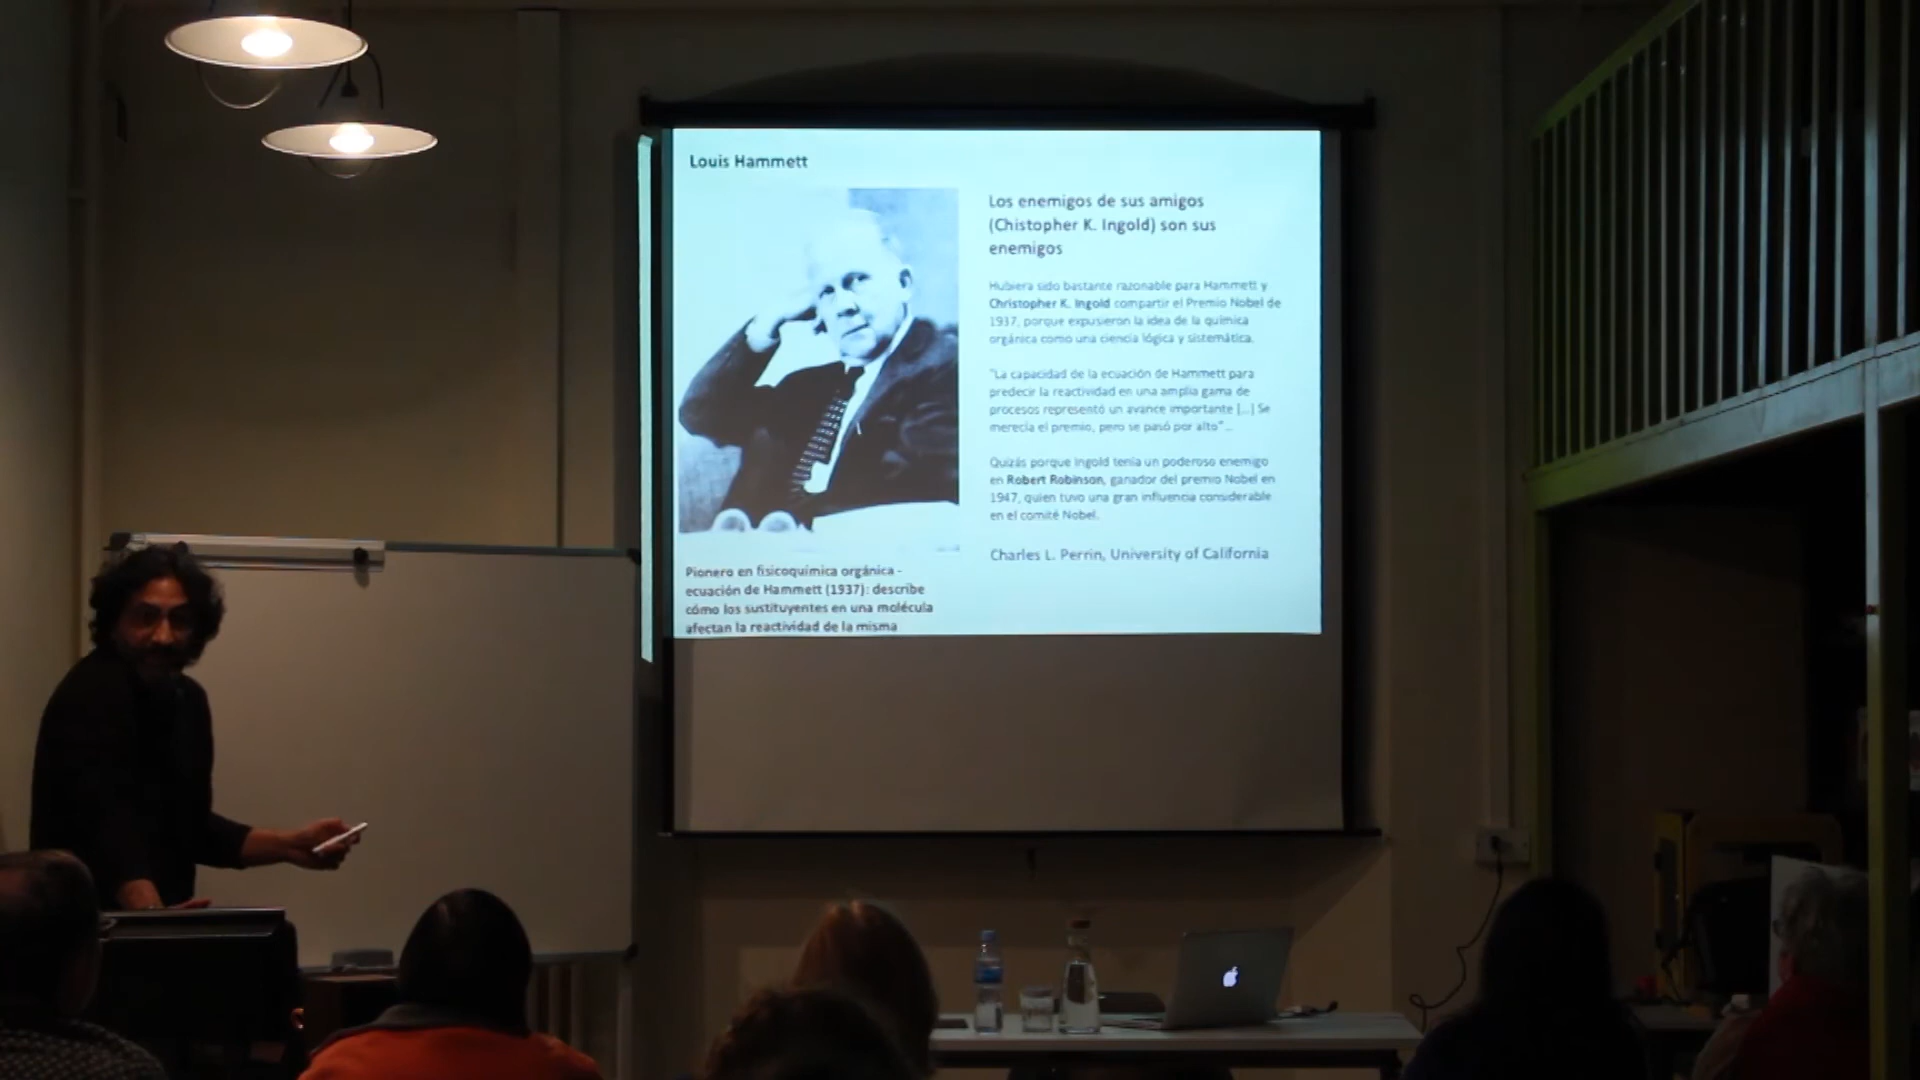 Louis Hammett
Los enemigos de sus amigos
(Chistopher K. Ingold) son sus
enemigos
Hubiera sido bastante razonable para Hammett y
Christopher K. Ingold compartir el Premio Nobel de
1937, porque expusieron la idea de la química
orgánica como una ciencia lógica y sistemática.
"La capacidad de la ecuación de Hammett para
predecir la reactividad en una amplia gama de
procesos representó un avance importante [...] Se
merecía el premio, pero se pasó por alto"...
Quizás porque Ingold tenía un poderoso enemigo
en Robert Robinson, ganador del premio Nobel en
1947, quien tuvo una gran influencia considerable
en el comité Nobel.
Charles L. Perrin, University of California
Pionero en fisicoquímica orgánica -
ecuación de Hammett (1937): describe
cómo los sustituyentes en una molécula
afectan la reactividad de la misma